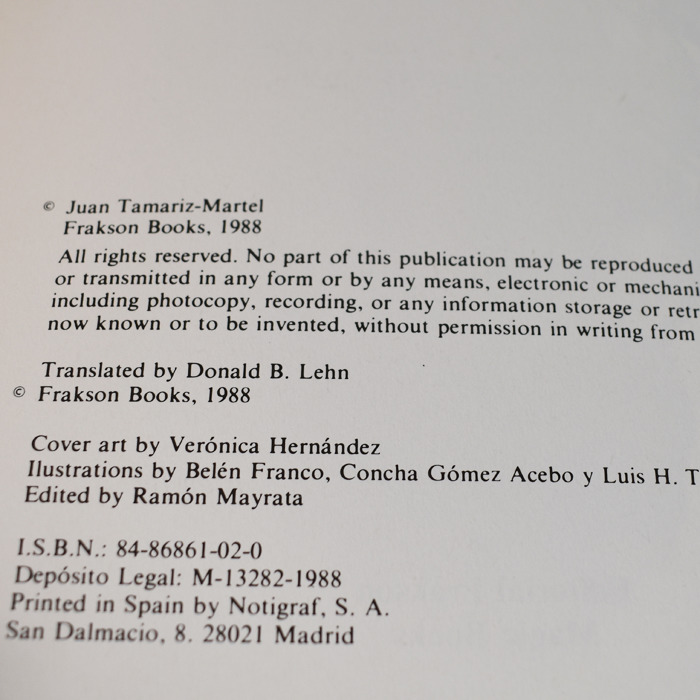 © Juan Tamariz-Martel
Frakson Books, 1988
All rights reserved. No part of this publication may be reproduced
or transmitted in any form or by any means, electronic or mechani
including photocopy, recording, or any information storage or retr
now known or to be invented, without permission in writing from
Translated by Donald B. Lehn
© Frakson Books, 1988
Cover art by Verónica Hernández
Ilustrations by Belén Franco, Concha Gómez Acebo y Luis H. T
Edited by Ramón Mayrata
I.S.B.N.: 84-86861-02-0
Depósito Legal: M-13282-1988
Printed in Spain by Notigraf, S. A.
San Dalmacio, 8. 28021 Madrid